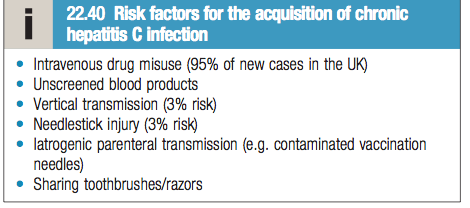 i
22.40 Risk factors for the acquisition of chronic
hepatitis C infection
• Intravenous drug misuse (95% of new cases in the UK)
• Unscreened blood products
• Vertical transmission (3% risk)
• Needlestick injury (3% risk)
• Iatrogenic parenteral transmission (e.g. contaminated vaccination
needles)
• Sharing toothbrushes/razors